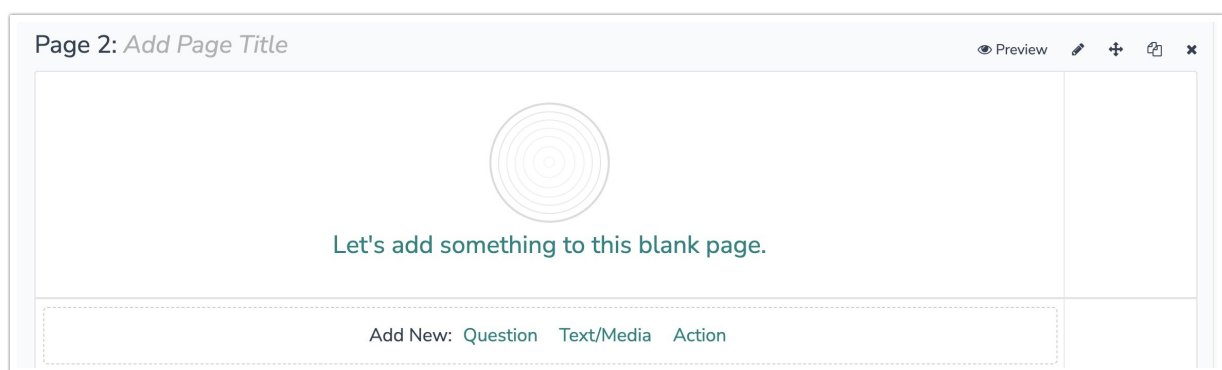 Page 2: Add Page Title
Preview
Let's add something to this blank page.
Add New: Question Text/Media Action